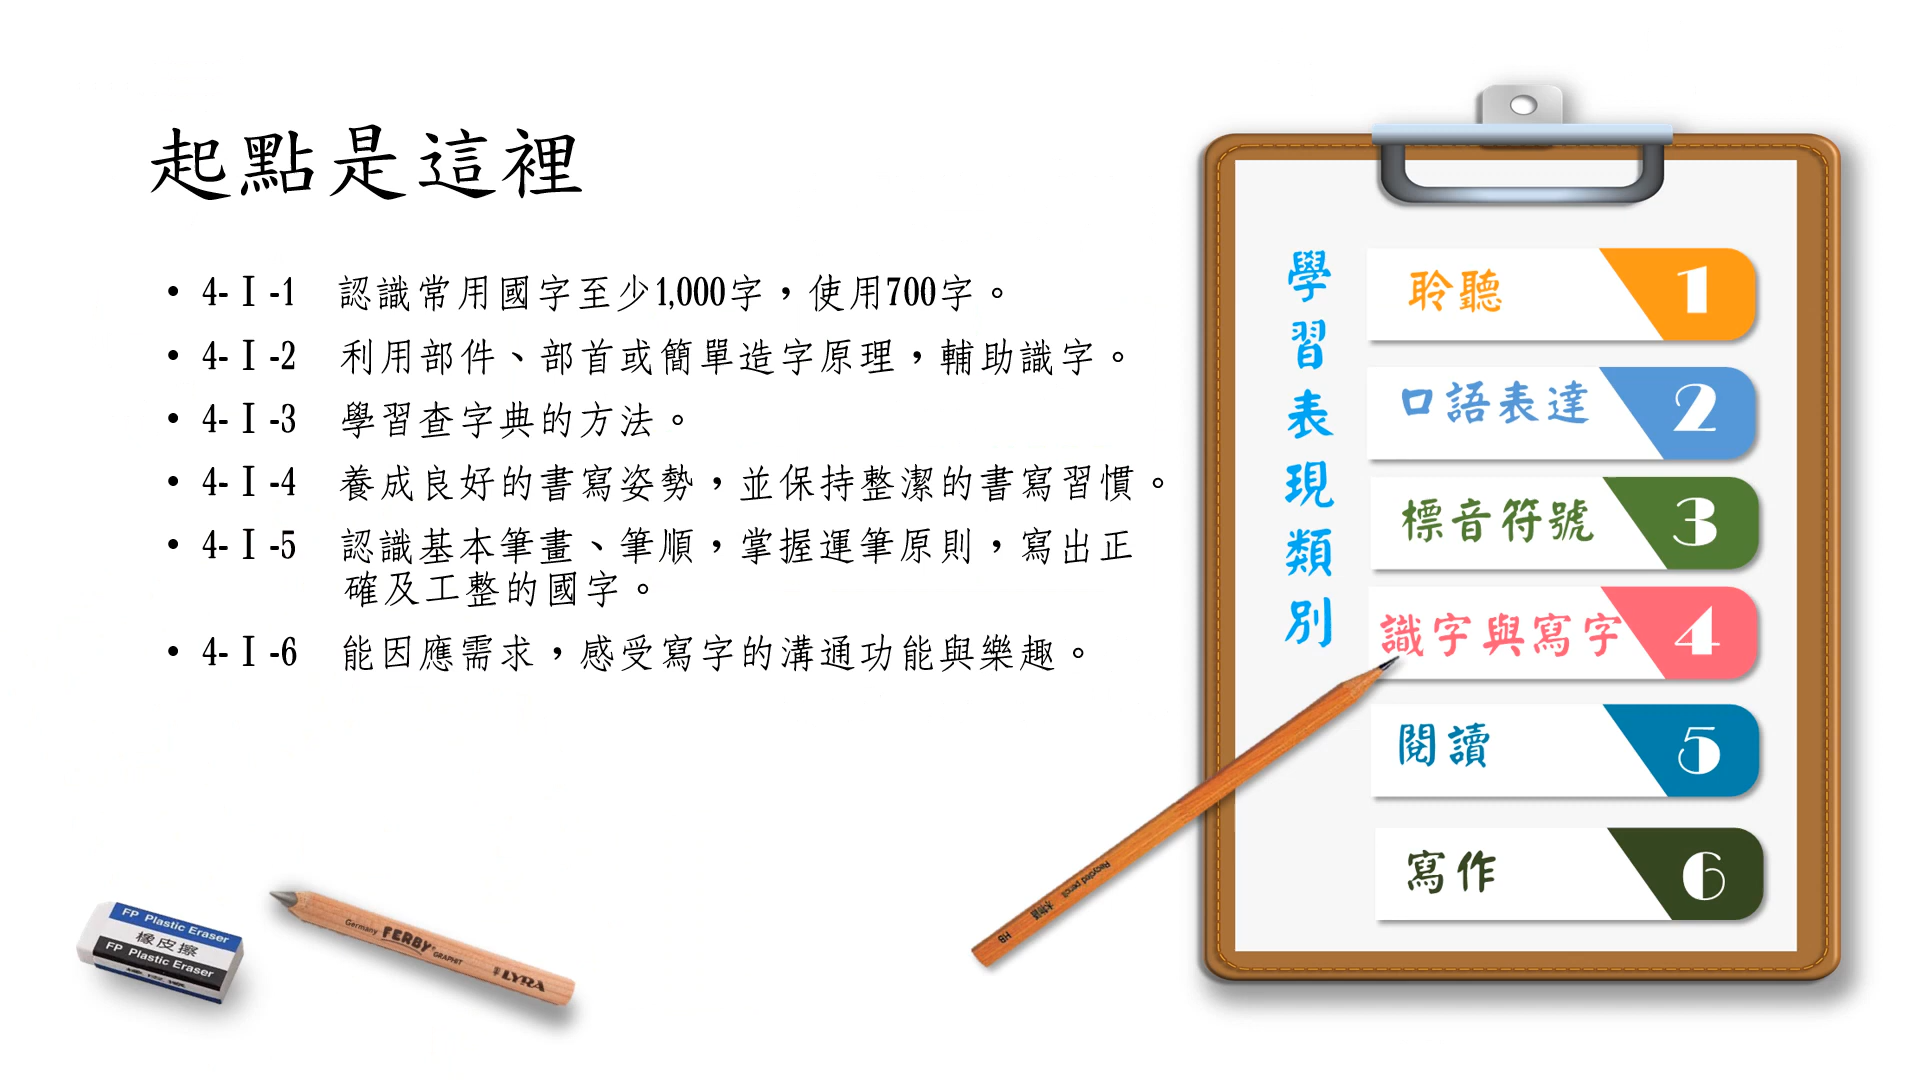 起點是這裡
• 4-Ⅰ-1 認識常用國字至少1,000字，使用700字。
• 4-Ⅰ-2 利用部件、部首或簡單造字原理，輔助識字。
• 4-Ⅰ-3 學習查字典的方法。
• 4-Ⅰ-4 養成良好的書寫姿勢，並保持整潔的書寫習慣。
• 4-Ⅰ-5 認識基本筆畫、筆順，掌握運筆原則，寫出正
確及工整的國字。
• 4-Ⅰ-6 能因應需求，感受寫字的溝通功能與樂趣。
學習表現類別
聆聽 1
口語表達 2
標音符號 3
識字與寫字 4
閱讀 5
寫作 6
FP Plastic Eraser
橡皮擦
FP Plastic Eraser
Germany FERBY GRAPHIT LYRA
Recycled pencil
HB